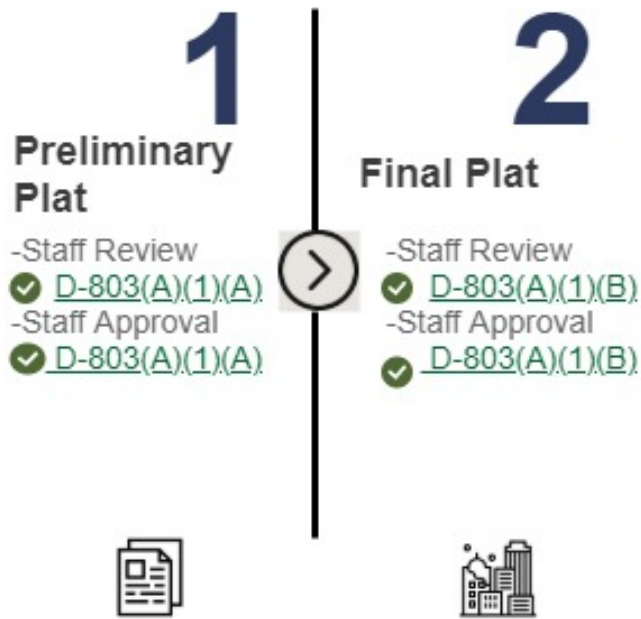 1
Preliminary
Plat
-Staff Review
D-803(A)(1)(A)
-Staff Approval
D-803(A)(1)(A)
2
Final Plat
-Staff Review
D-803(A)(1)(B)
-Staff Approval
D-803(A)(1)(B)